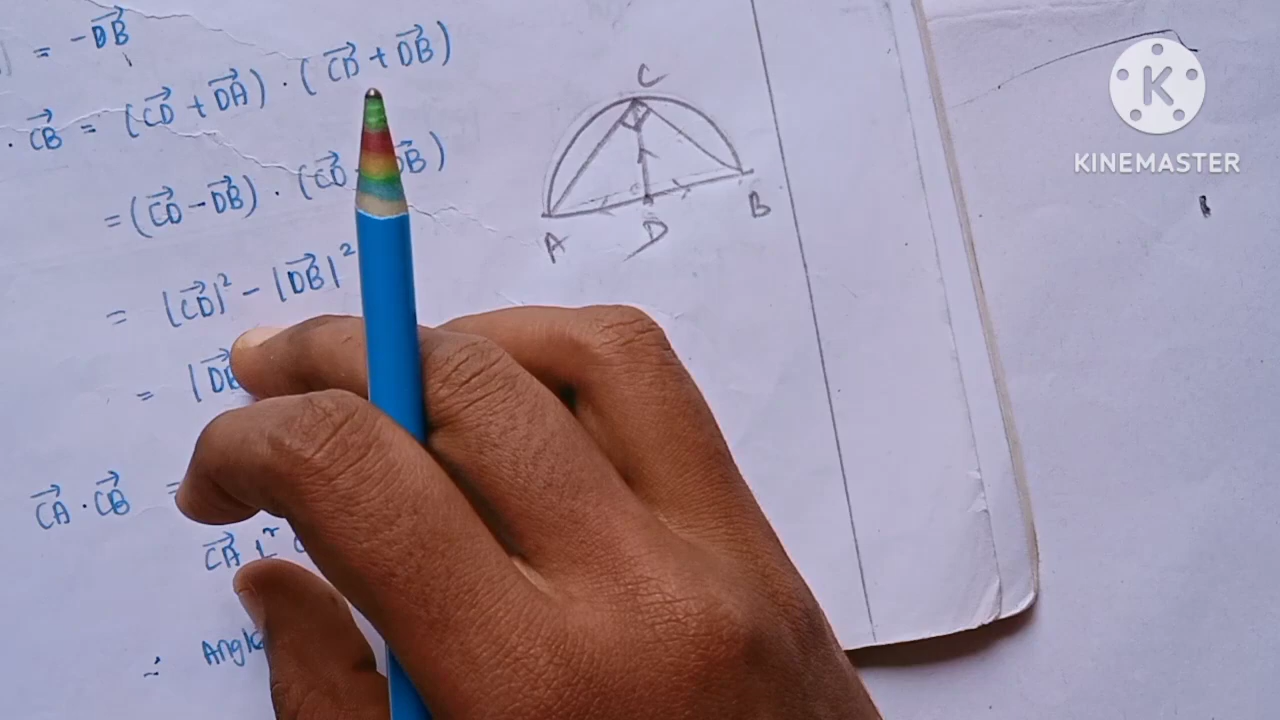 = -DB
. CB = (CD + DA) . (CD + DB)
= (CD - DB) . (CD DB)
= |CD|² - |DB|²
= |DB
CA . CB =
CA ⊥ʳ
∴ Angle
C
A
D
B
K
KINEMASTER